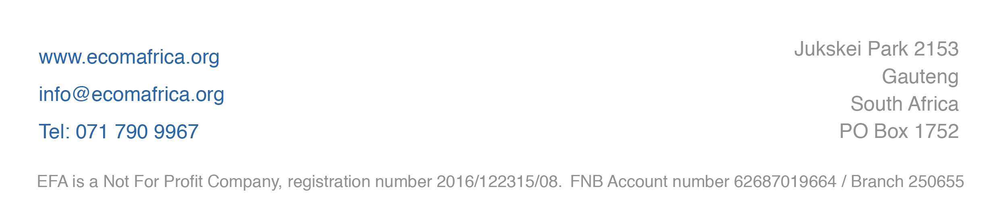 www.ecomafrica.org
info@ecomafrica.org
Tel: 071 790 9967
Jukskei Park 2153
Gauteng
South Africa
PO Box 1752
EFA is a Not For Profit Company, registration number 2016/122315/08. FNB Account number 62687019664 / Branch 250655